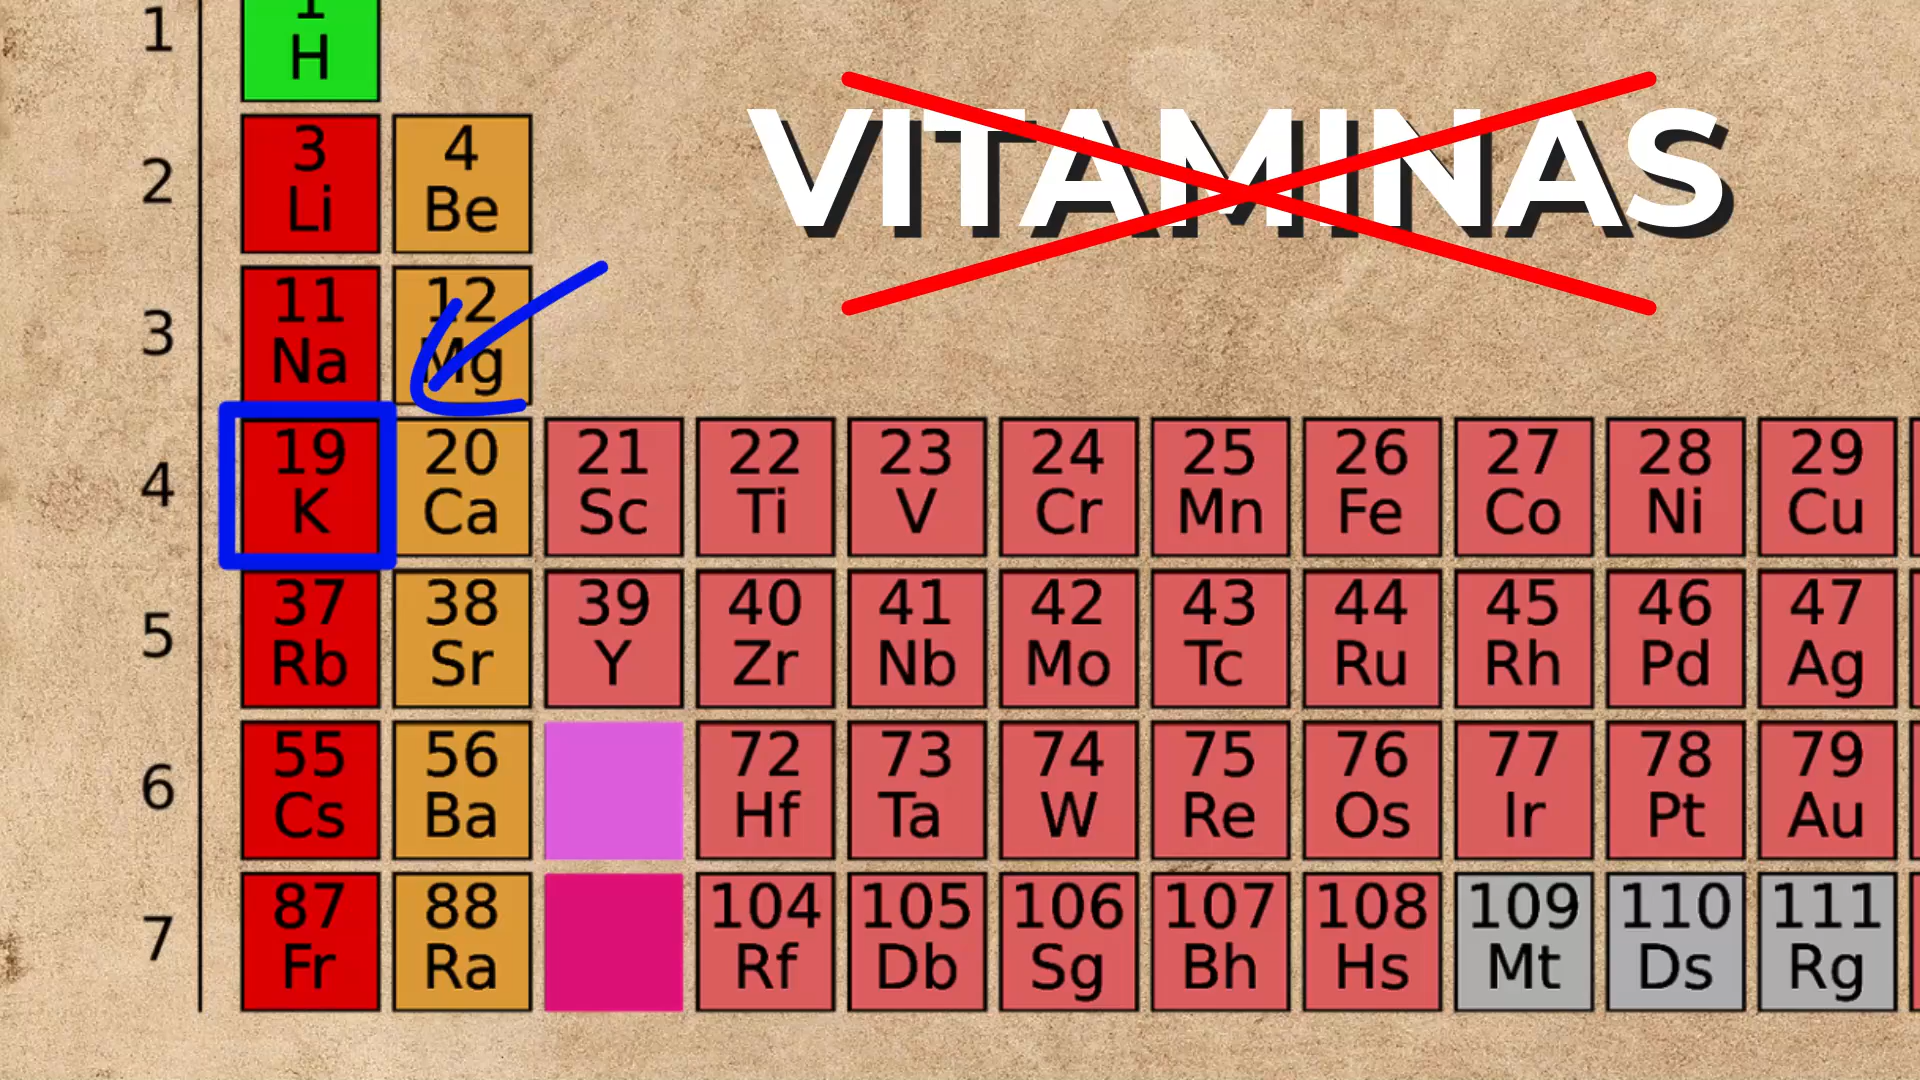 1
1
H
VITAMINAS
2
3
Li
4
Be
3
11
Na
12
Mg
4
19
K
20
Ca
21
Sc
22
Ti
23
V
24
Cr
25
Mn
26
Fe
27
Co
28
Ni
29
Cu
5
37
Rb
38
Sr
39
Y
40
Zr
41
Nb
42
Mo
43
Tc
44
Ru
45
Rh
46
Pd
47
Ag
6
55
Cs
56
Ba
72
Hf
73
Ta
74
W
75
Re
76
Os
77
Ir
78
Pt
79
Au
7
87
Fr
88
Ra
104
Rf
105
Db
106
Sg
107
Bh
108
Hs
109
Mt
110
Ds
111
Rg